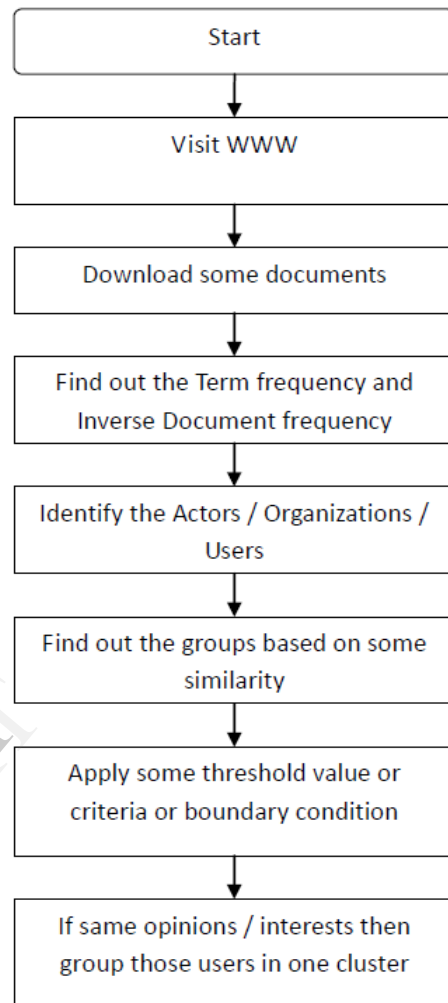 Start
Visit WWW
Download some documents
Find out the Term frequency and
Inverse Document frequency
Identify the Actors / Organizations /
Users
Find out the groups based on some
similarity
Apply some threshold value or
criteria or boundary condition
If same opinions / interests then
group those users in one cluster